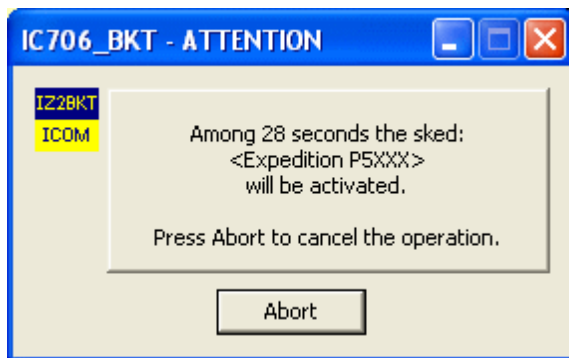 IC706_BKT - ATTENTION
IZ2BKT
ICOM
Among 28 seconds the sked:
<Expedition P5XXX>
will be activated.
Press Abort to cancel the operation.
Abort